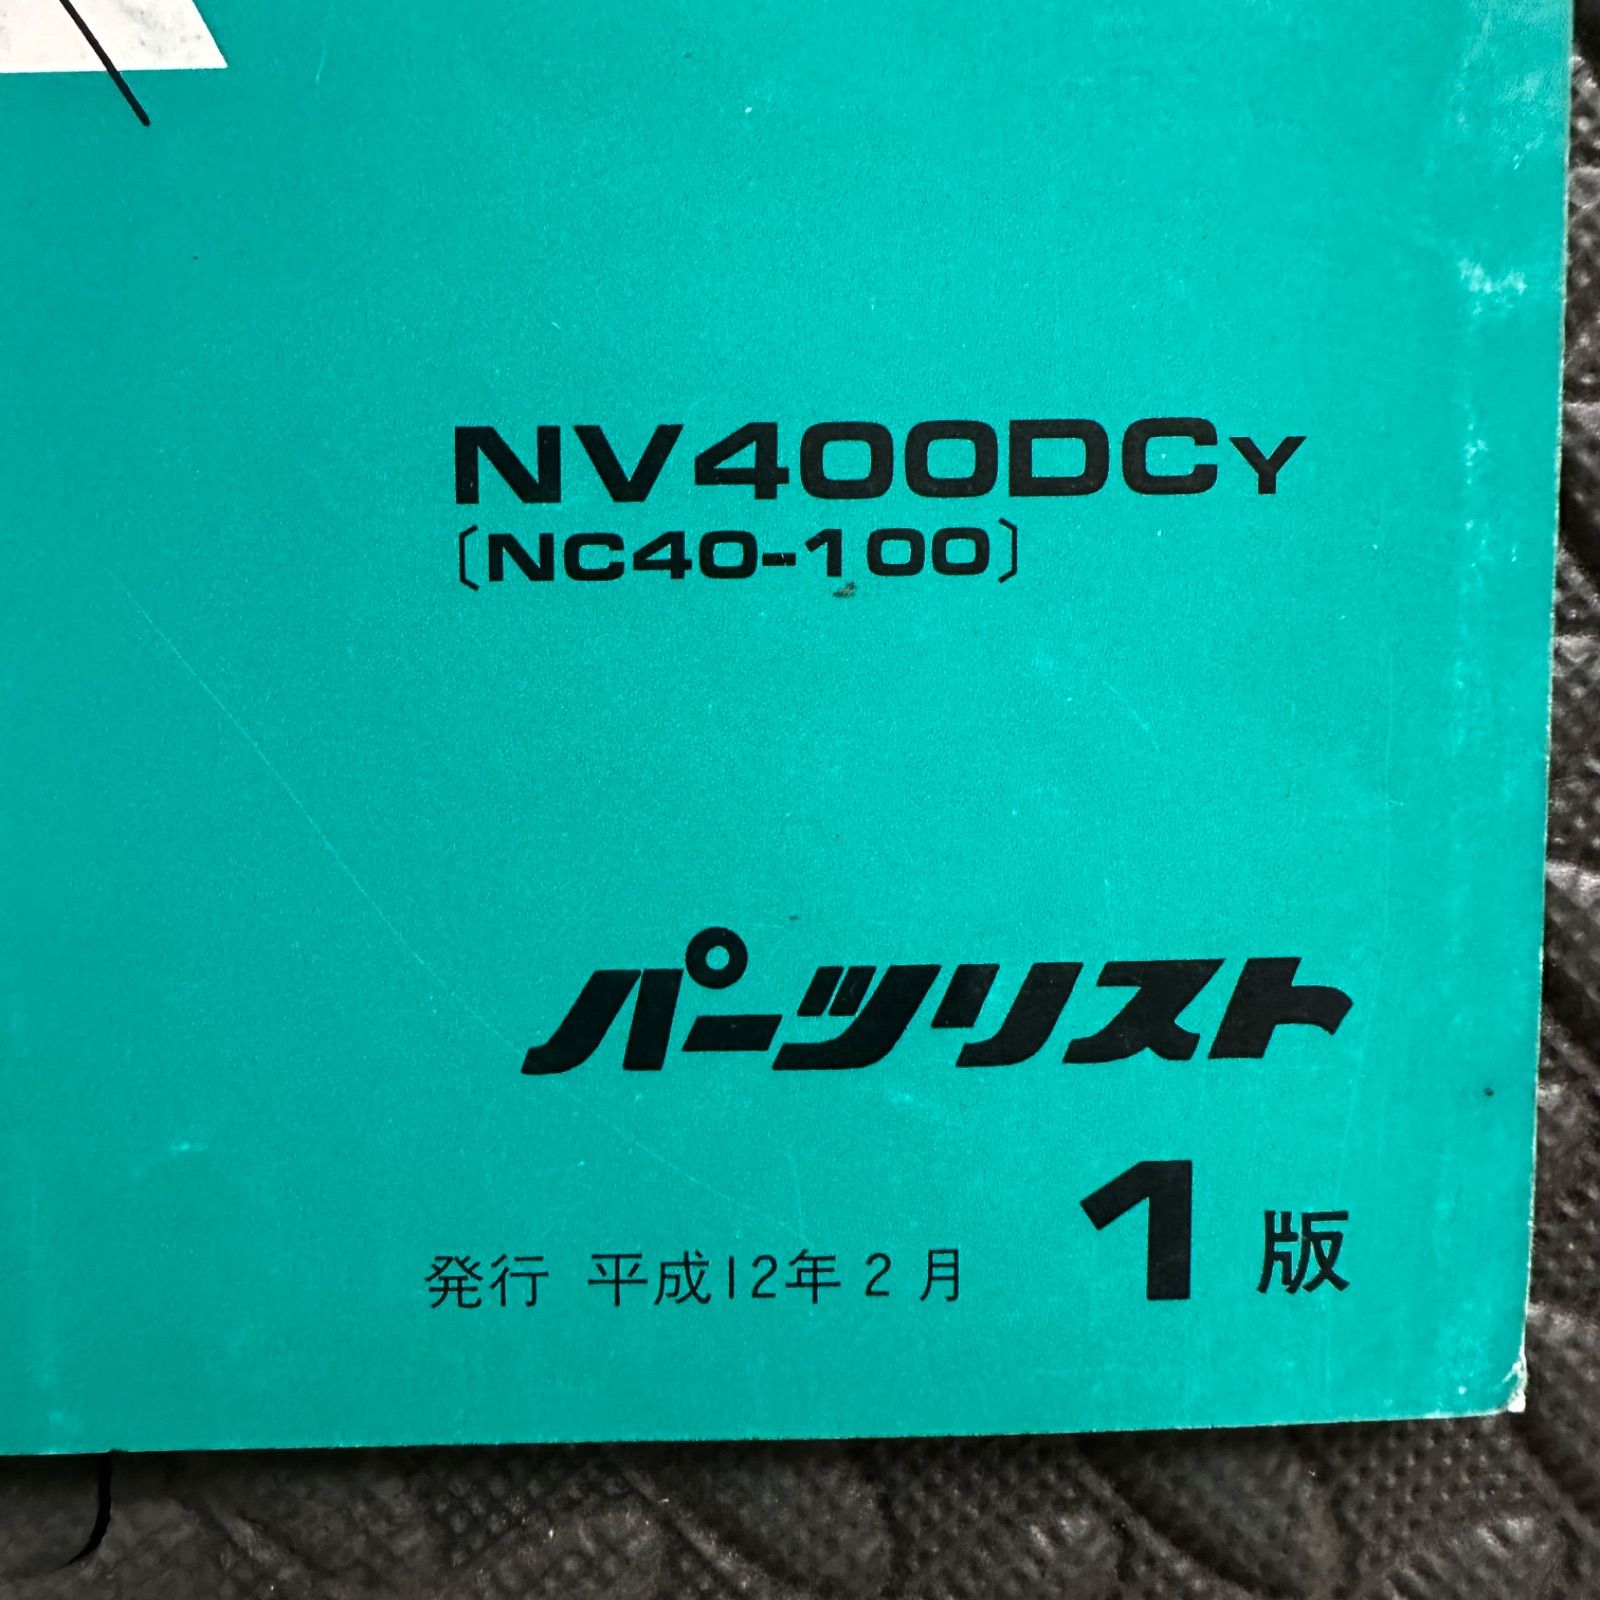 NV400DCY
〔NC40-100〕
パーツリスト
発行 平成12年2月 1版